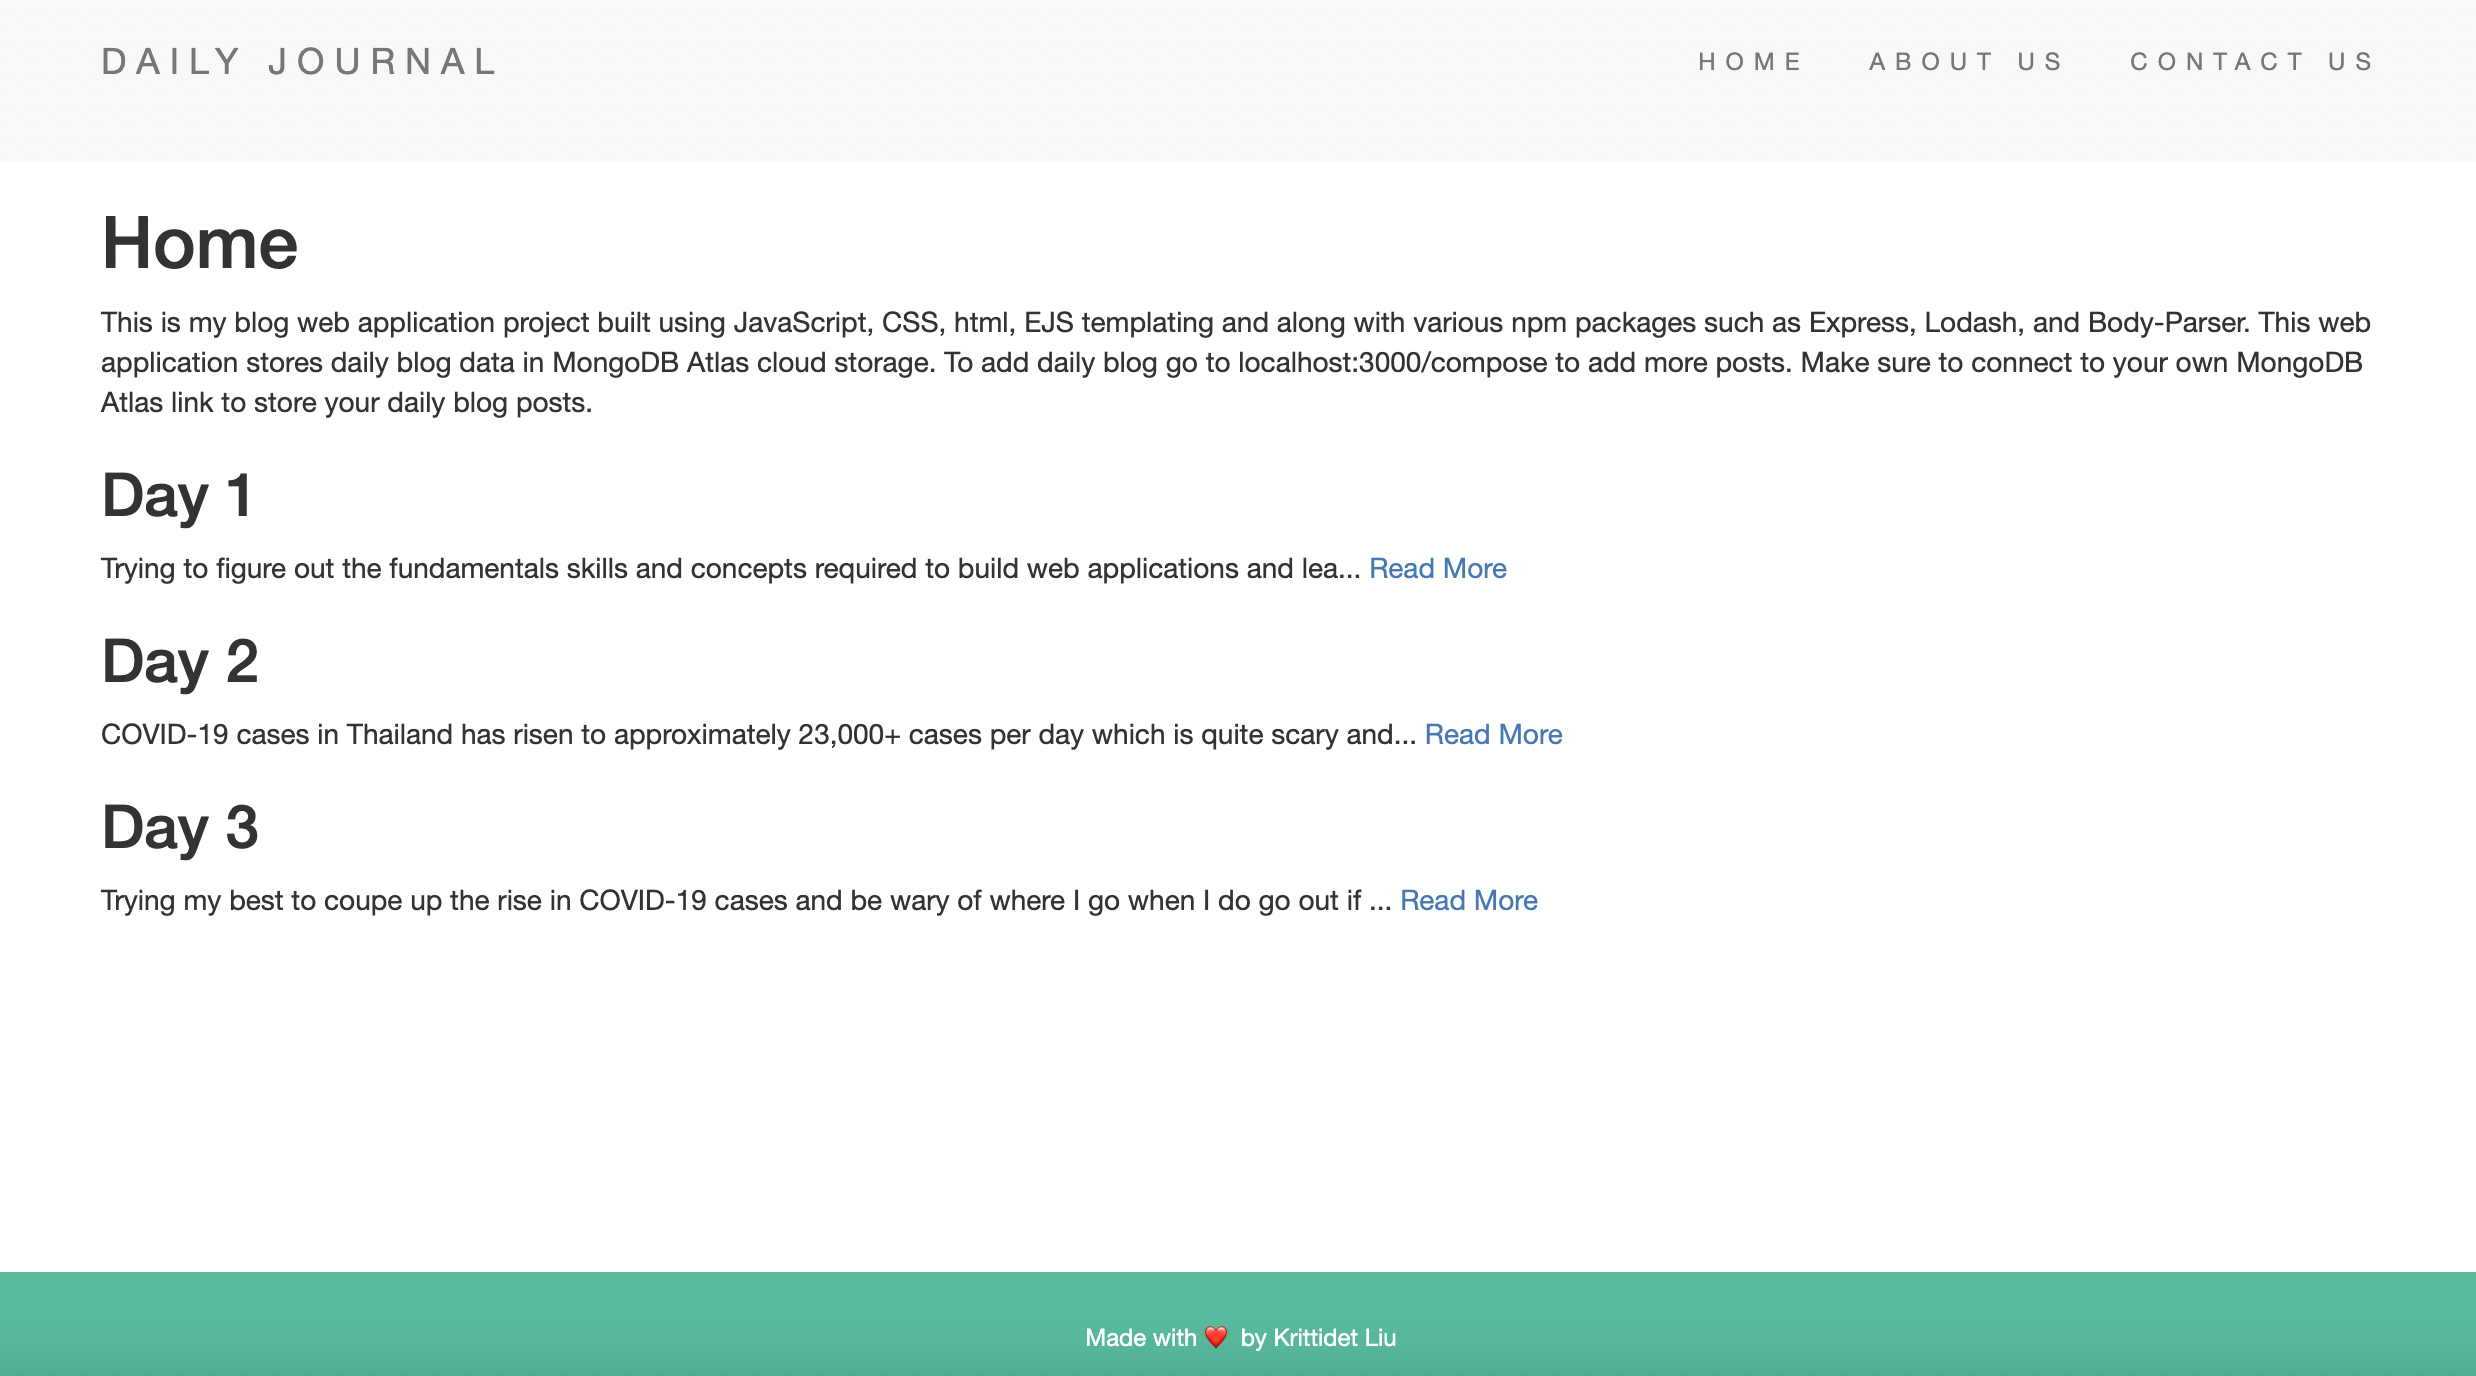 DAILY JOURNAL
HOME ABOUT US CONTACT US
Home
This is my blog web application project built using JavaScript, CSS, html, EJS templating and along with various npm packages such as Express, Lodash, and Body-Parser. This web
application stores daily blog data in MongoDB Atlas cloud storage. To add daily blog go to localhost:3000/compose to add more posts. Make sure to connect to your own MongoDB
Atlas link to store your daily blog posts.
Day 1
Trying to figure out the fundamentals skills and concepts required to build web applications and lea... Read More
Day 2
COVID-19 cases in Thailand has risen to approximately 23,000+ cases per day which is quite scary and... Read More
Day 3
Trying my best to coupe up the rise in COVID-19 cases and be wary of where I go when I do go out if ... Read More
Made with ❤️ by Krittidet Liu